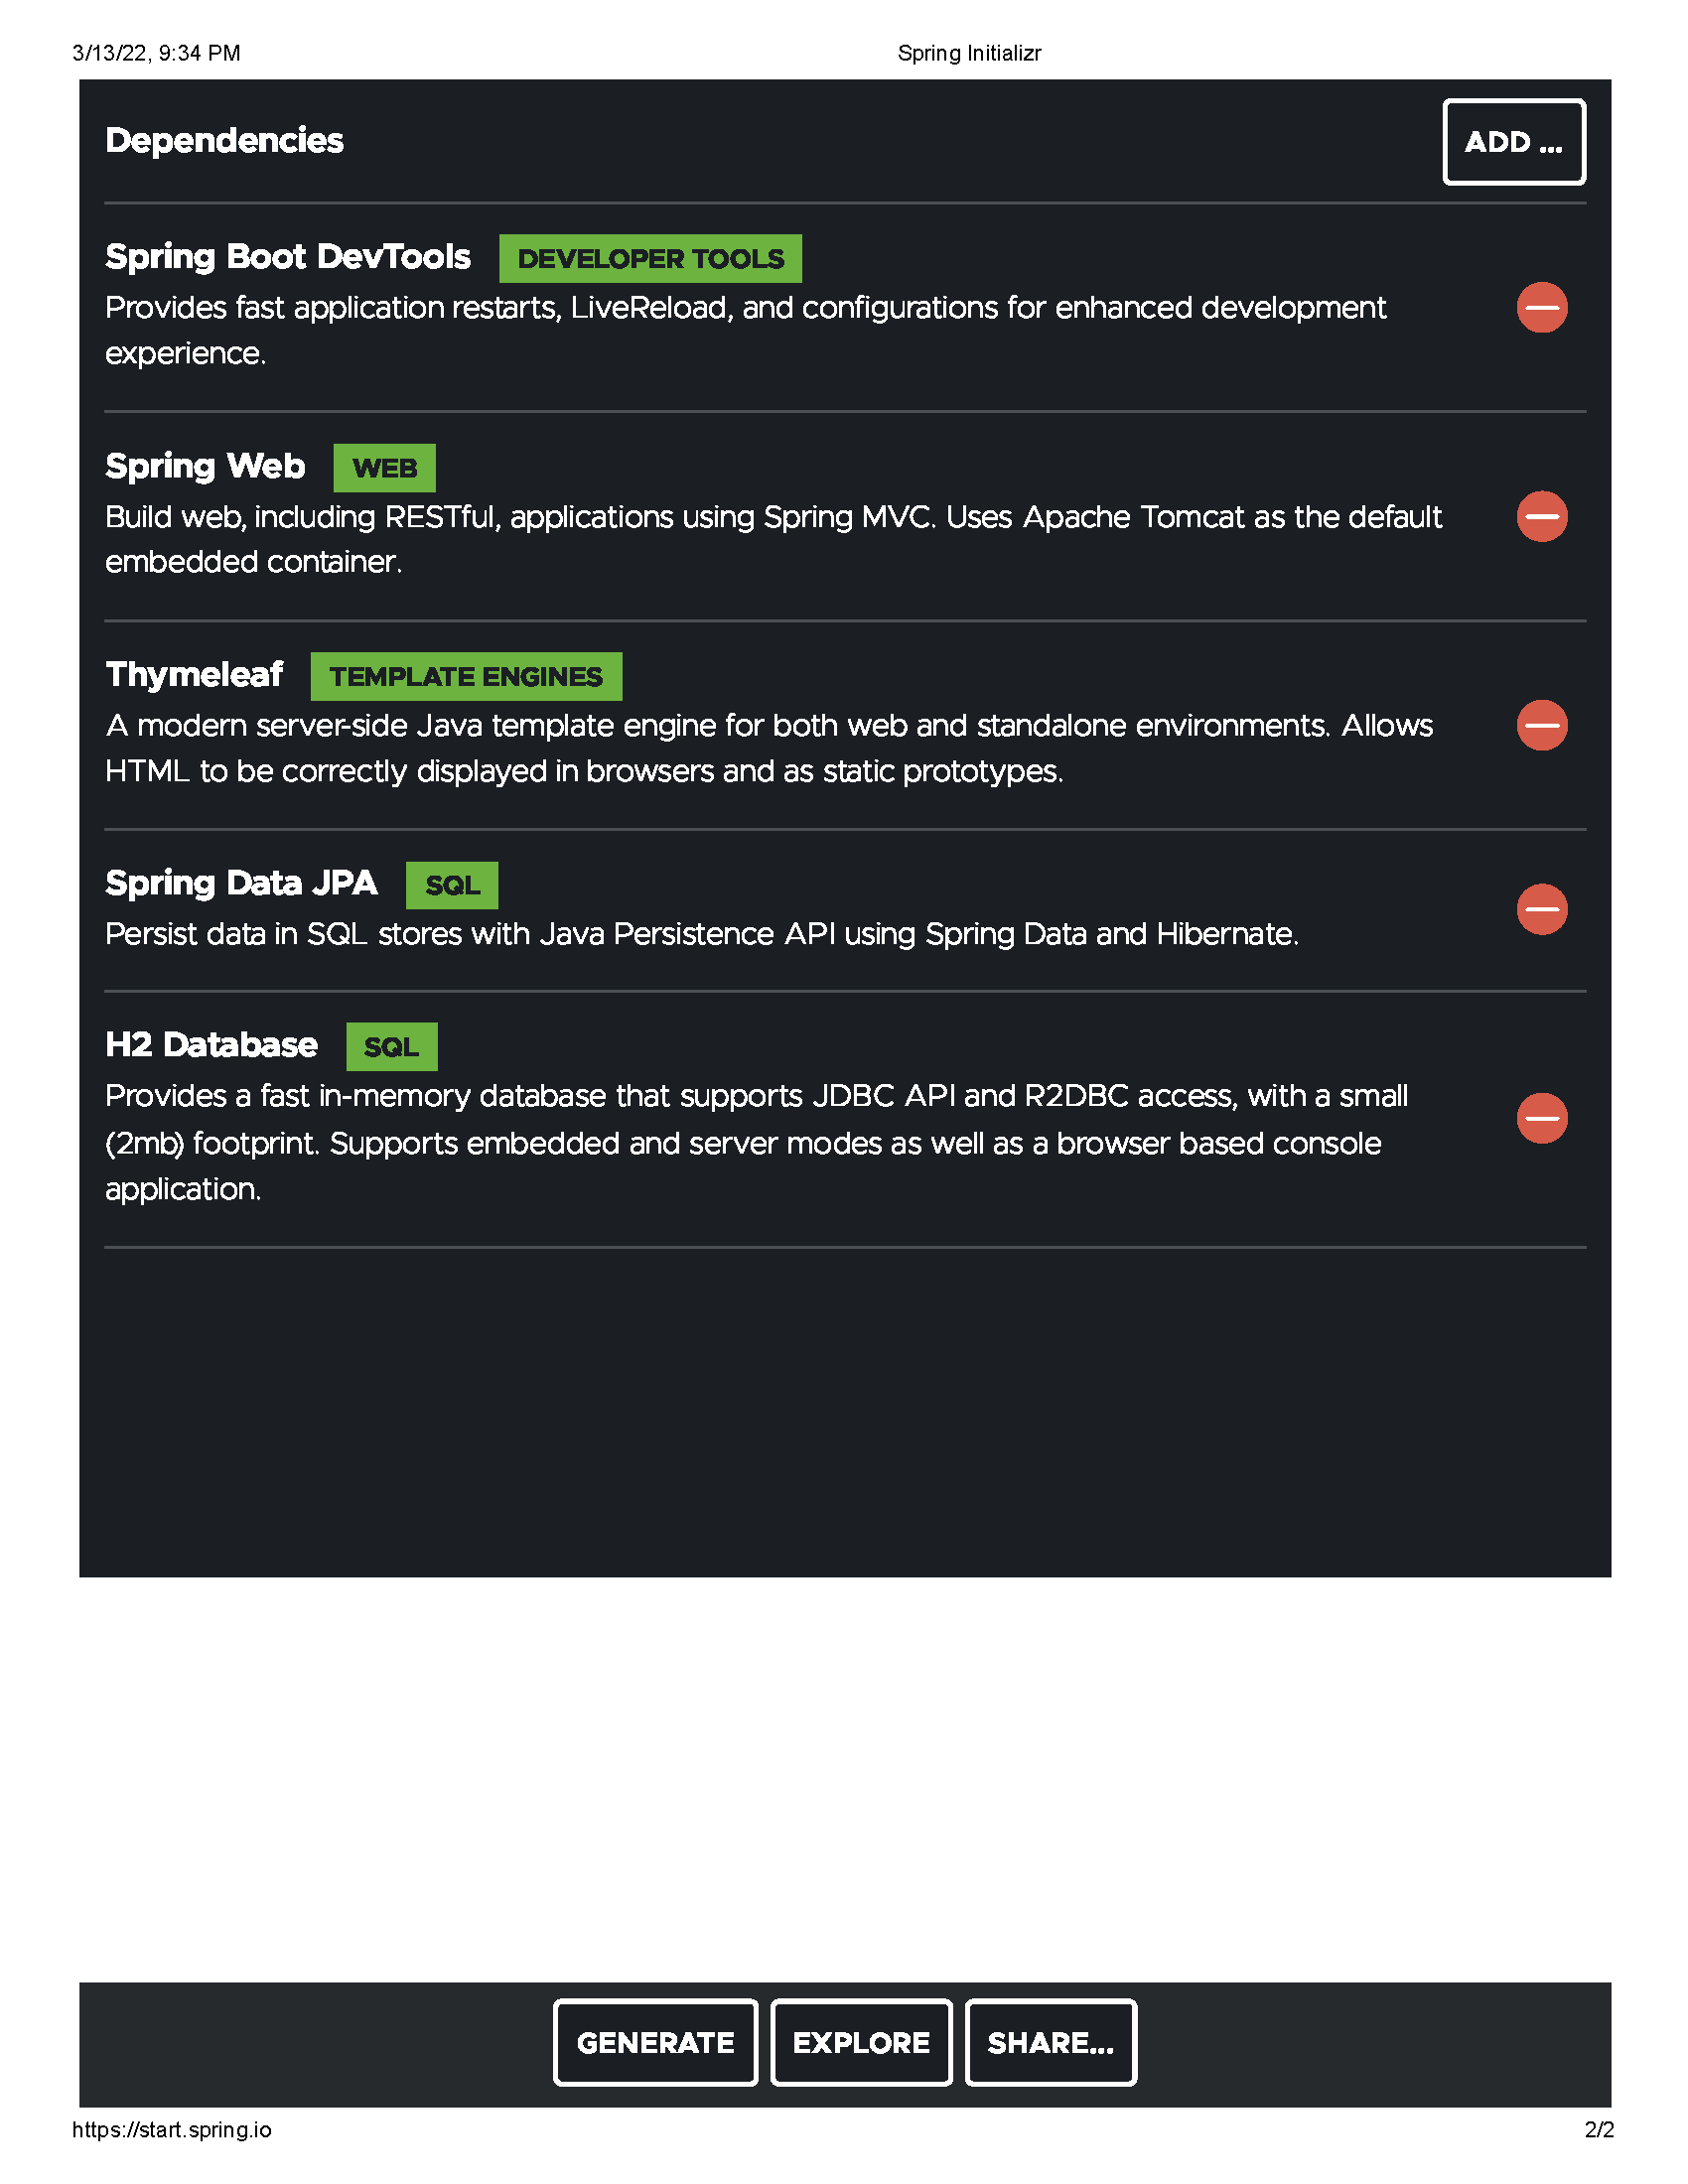 3/13/22, 9:34 PM Spring Initializr
Dependencies ADD ...
Spring Boot DevTools DEVELOPER TOOLS
Provides fast application restarts, LiveReload, and configurations for enhanced development
experience.
Spring Web WEB
Build web, including RESTful, applications using Spring MVC. Uses Apache Tomcat as the default
embedded container.
Thymeleaf TEMPLATE ENGINES
A modern server-side Java template engine for both web and standalone environments. Allows
HTML to be correctly displayed in browsers and as static prototypes.
Spring Data JPA SQL
Persist data in SQL stores with Java Persistence API using Spring Data and Hibernate.
H2 Database SQL
Provides a fast in-memory database that supports JDBC API and R2DBC access, with a small
(2mb) footprint. Supports embedded and server modes as well as a browser based console
application.
GENERATE EXPLORE SHARE...
https://start.spring.io 2/2